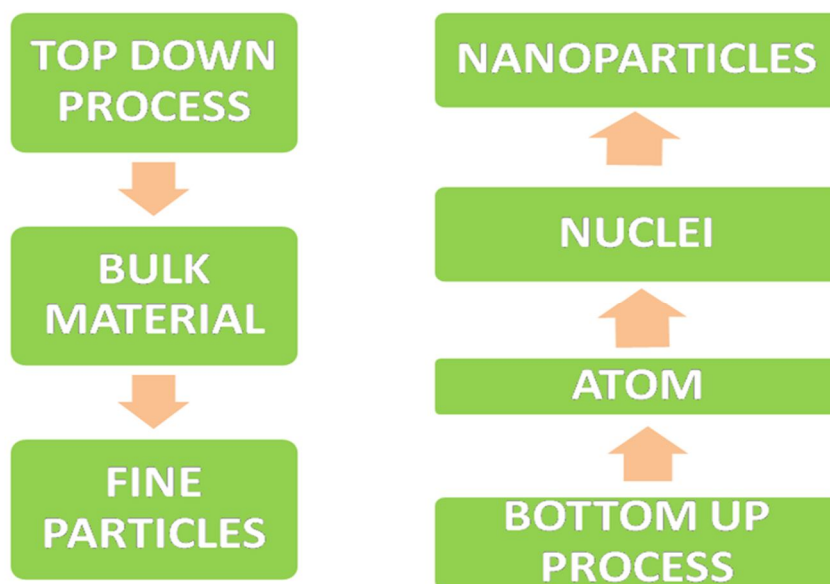 TOP DOWN
PROCESS
BULK
MATERIAL
FINE
PARTICLES
NANOPARTICLES
NUCLEI
ATOM
BOTTOM UP
PROCESS